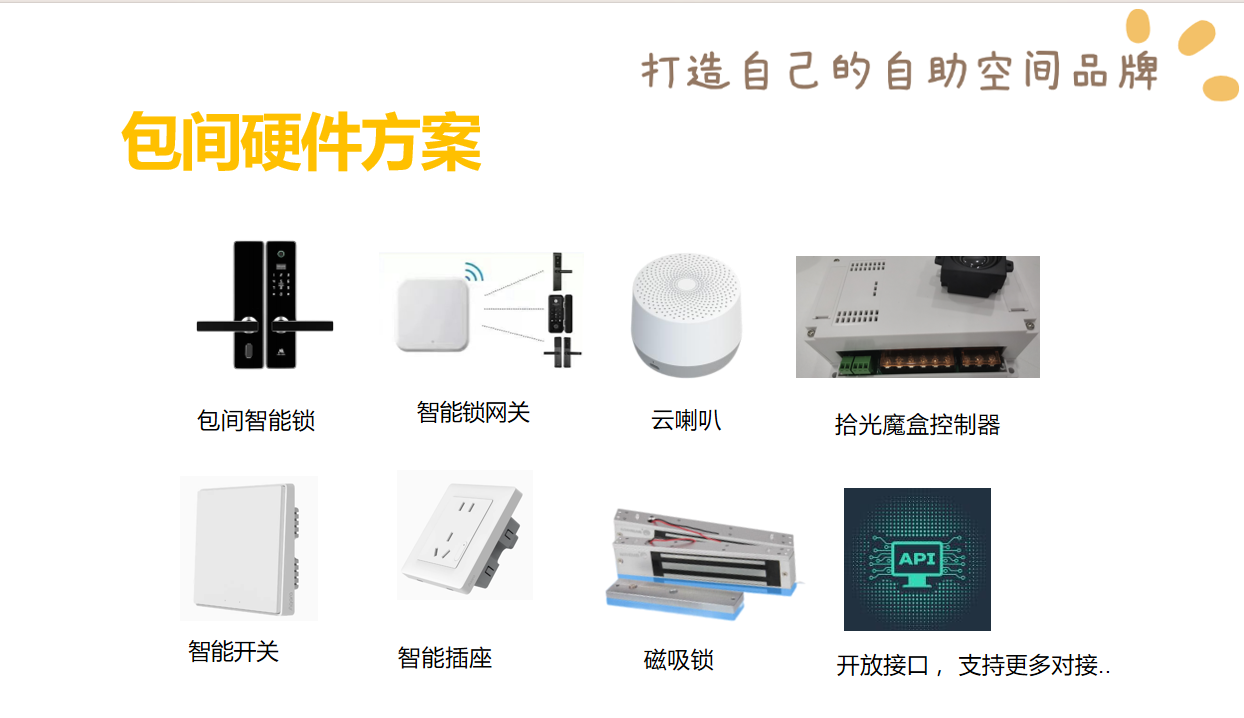 打造自己的自助空间品牌
包间硬件方案
包间智能锁
智能锁网关
云喇叭
拾光魔盒控制器
API
智能开关
智能插座
磁吸锁
开放接口，支持更多对接..